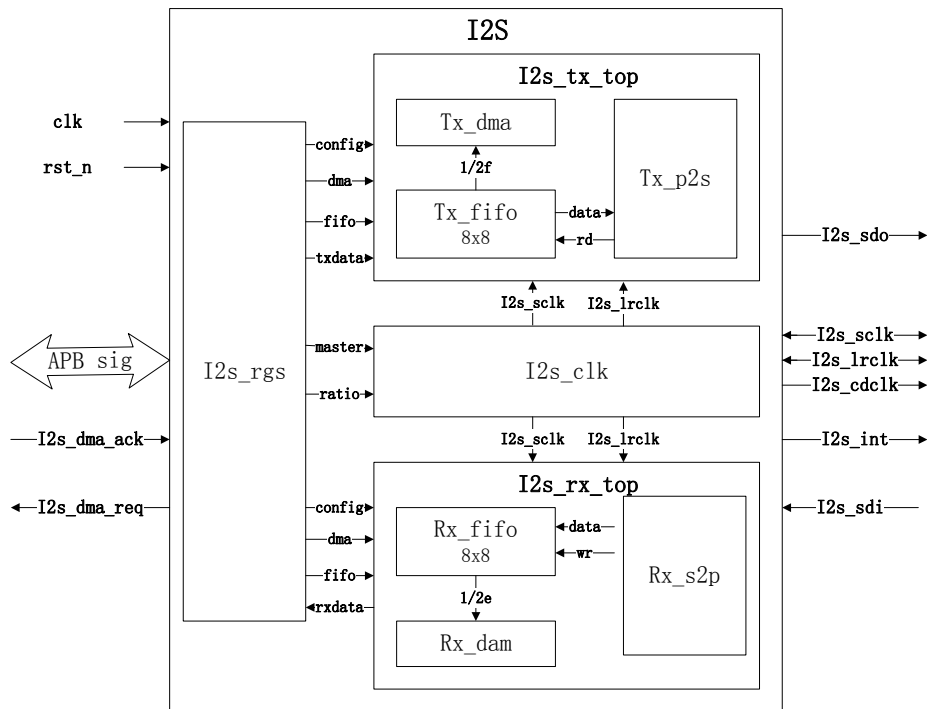 I2S
I2s_tx_top
clk
rst_n
config
dma
fifo
txdata
Tx_dma
1/2f
Tx_fifo
8x8
data
rd
Tx_p2s
I2s_sdo
I2s_sclk
I2s_lrclk
APB sig
I2s_rgs
master
ratio
I2s_clk
I2s_sclk
I2s_lrclk
I2s_cdclk
I2s_dma_ack
I2s_sclk
I2s_lrclk
I2s_int
I2s_rx_top
I2s_dma_req
config
dma
fifo
rxdata
Rx_fifo
8x8
data
wr
1/2e
Rx_dam
Rx_s2p
I2s_sdi